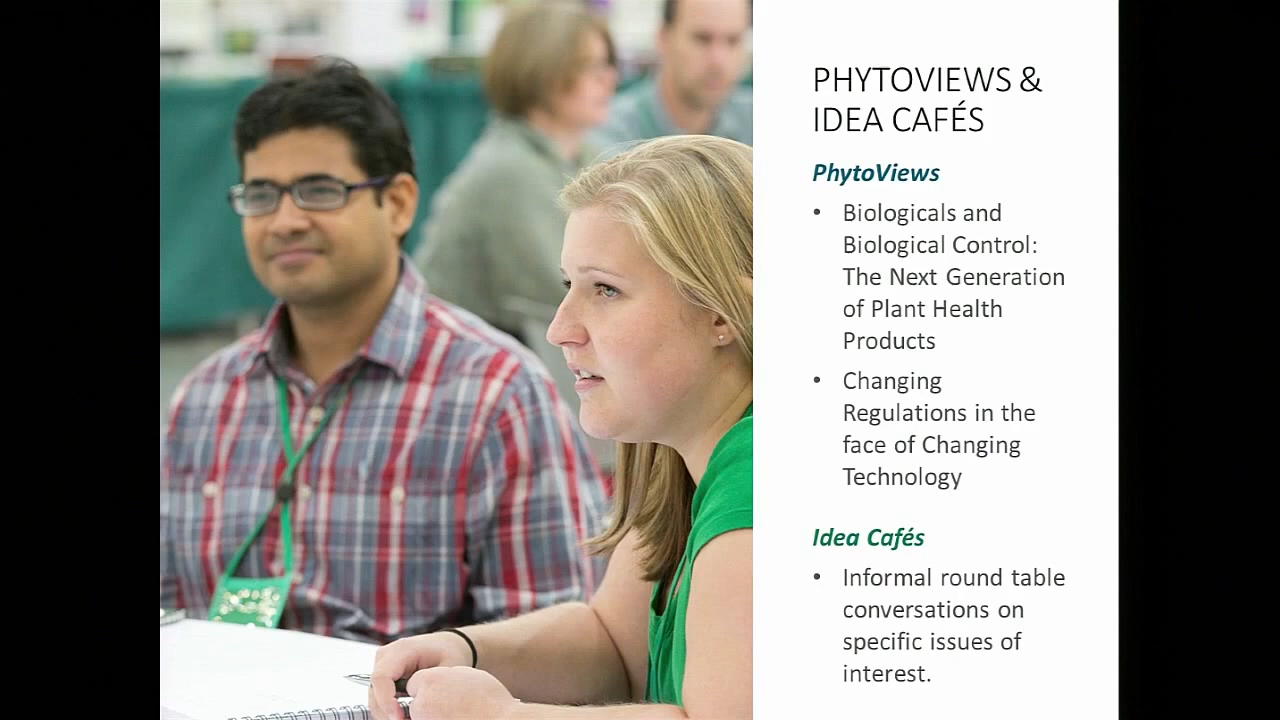 PHYTOVIEWS &
IDEA CAFÉS
PhytoViews
• Biologicals and
Biological Control:
The Next Generation
of Plant Health
Products
• Changing
Regulations in the
face of Changing
Technology
Idea Cafés
• Informal round table
conversations on
specific issues of
interest.